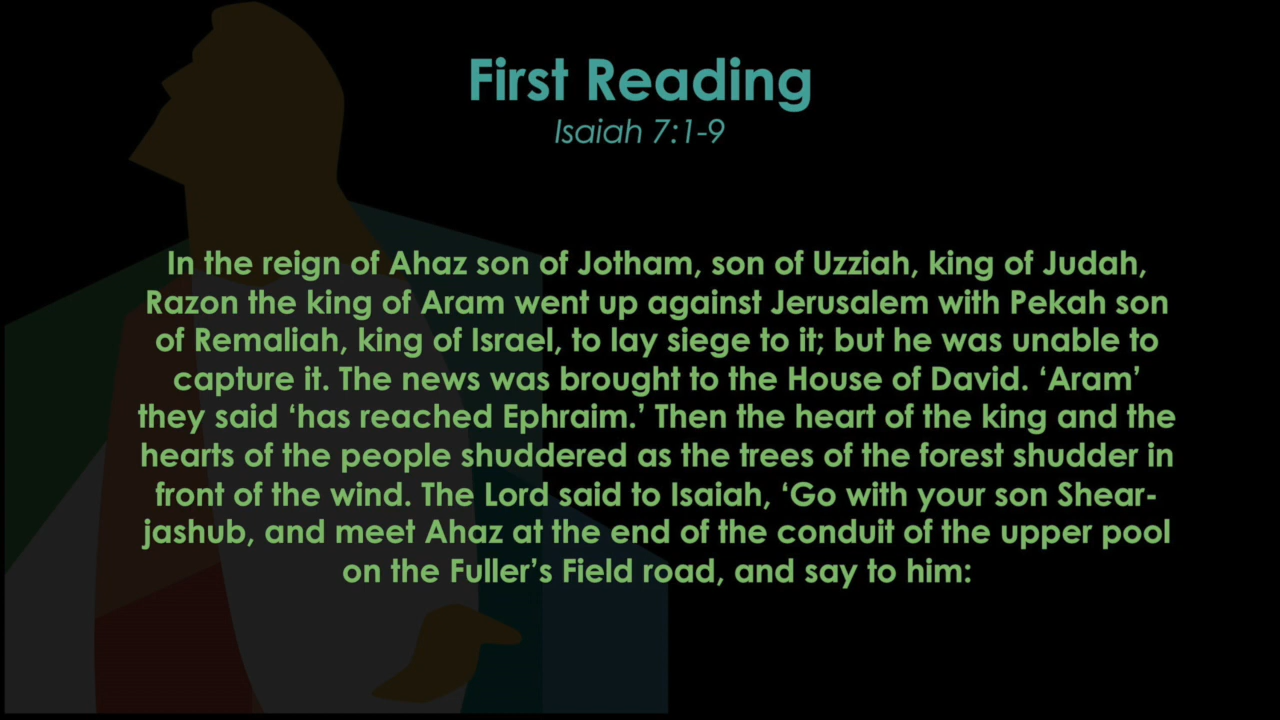 First Reading
Isaiah 7:1-9
In the reign of Ahaz son of Jotham, son of Uzziah, king of Judah,
Razon the king of Aram went up against Jerusalem with Pekah son
of Remaliah, king of Israel, to lay siege to it; but he was unable to
capture it. The news was brought to the House of David. ‘Aram’
they said ‘has reached Ephraim.’ Then the heart of the king and the
hearts of the people shuddered as the trees of the forest shudder in
front of the wind. The Lord said to Isaiah, ‘Go with your son Shear-
jashub, and meet Ahaz at the end of the conduit of the upper pool
on the Fuller’s Field road, and say to him: